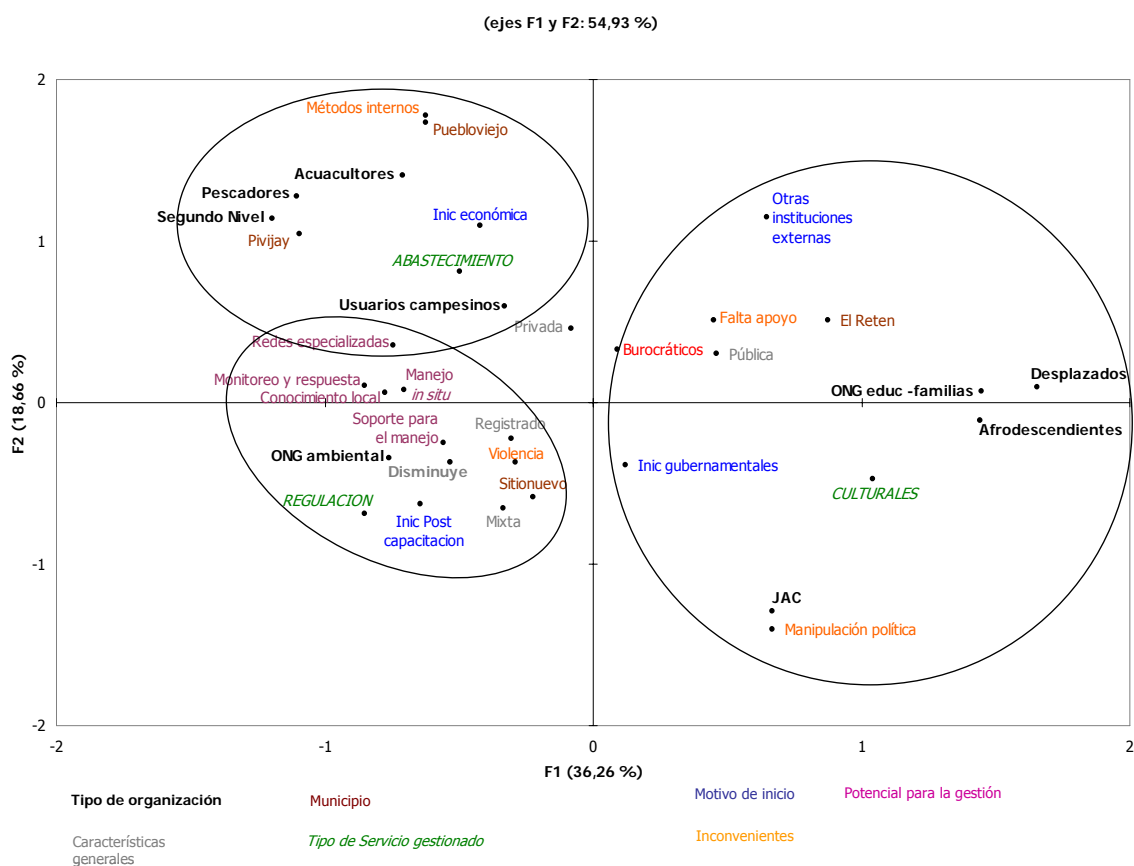 (ejes F1 y F2: 54,93 %)
2
Métodos internos
Puebloviejo
Acuacultores
Pescadores
Segundo Nivel
Inic económica
Pivijay
ABASTECIMIENTO
Otras
instituciones
externas
1
Usuarios campesinos
Privada
Redes especializadas
Falta apoyo
El Reten
Burocráticos
Pública
Monitoreo y respuesta
Manejo
in situ
Conocimiento local
Desplazados
ONG educ -familias
0
Afrodescendientes
Soporte para
el manejo
Registrado
ONG ambiental
Disminuye
Violencia
Sitionuevo
REGULACION
Inic Post
capacitacion
Mixta
Inic gubernamentales
CULTURALES
-1
JAC
Manipulación política
-2
F2 (18,66 %)
-2
-1
0
1
2
F1 (36,26 %)
Tipo de organización
Municipio
Motivo de inicio
Potencial para la gestión
Características
generales
Tipo de Servicio gestionado
Inconvenientes